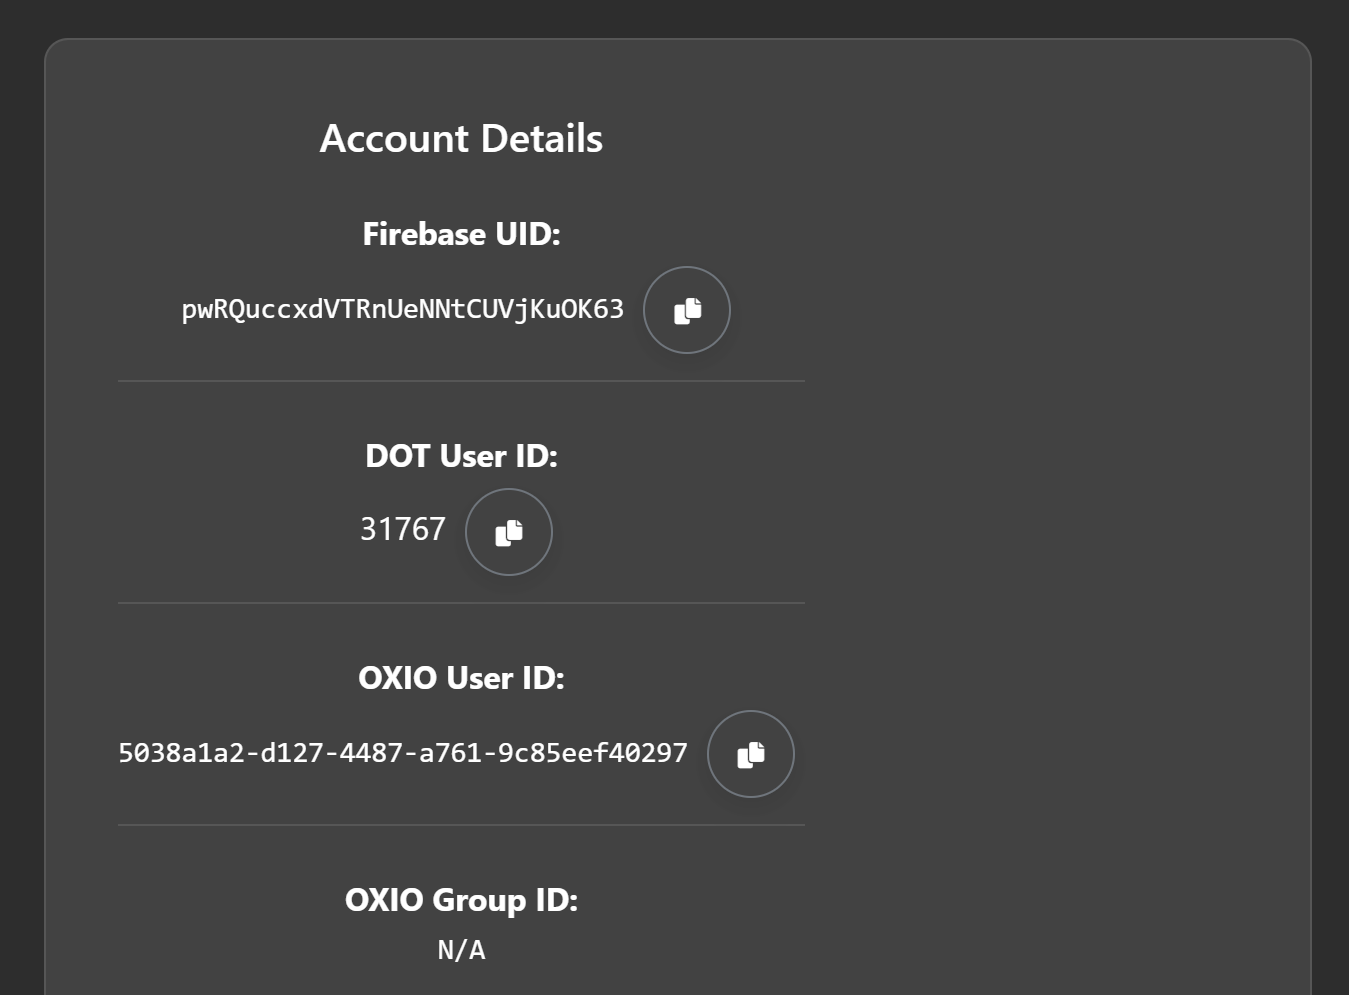 Account Details
Firebase UID:
pwRQuccxdVTRnUeNNtCUVjKuOK63
DOT User ID:
31767
OXIO User ID:
5038a1a2-d127-4487-a761-9c85eef40297
OXIO Group ID:
N/A